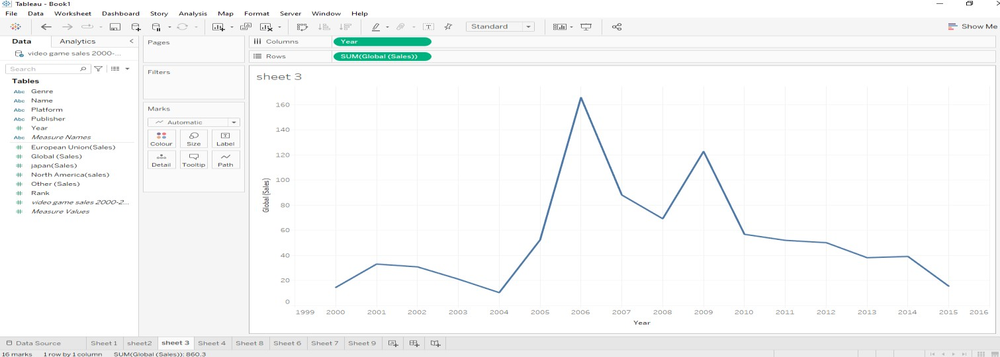 Tableau - Book1
File Data Worksheet Dashboard Story Analysis Map Format Server Window Help
Standard
Show Me
Data Analytics <
video game sales 2000-...
Search
Tables
Abc Genre
Abc Name
Abc Platform
Abc Publisher
# Year
Abc Measure Names
# European Union(Sales)
# Global (Sales)
# japan(Sales)
# North America(sales)
# Other (Sales)
# Rank
# video game sales 2000-2...
# Measure Values
Pages
Filters
Marks
Automatic
Colour Size Label
Detail Tooltip Path
Columns Year
Rows SUM(Global (Sales))
sheet 3
160
140
120
100
80
60
40
20
0
Global (Sales)
1999 2000 2001 2002 2003 2004 2005 2006 2007 2008 2009 2010 2011 2012 2013 2014 2015 2016
Year
Data Source Sheet 1 sheet2 sheet 3 Sheet 4 Sheet 8 Sheet 6 Sheet 7 Sheet 9
16 marks 1 row by 1 column SUM(Global (Sales)): 860.3